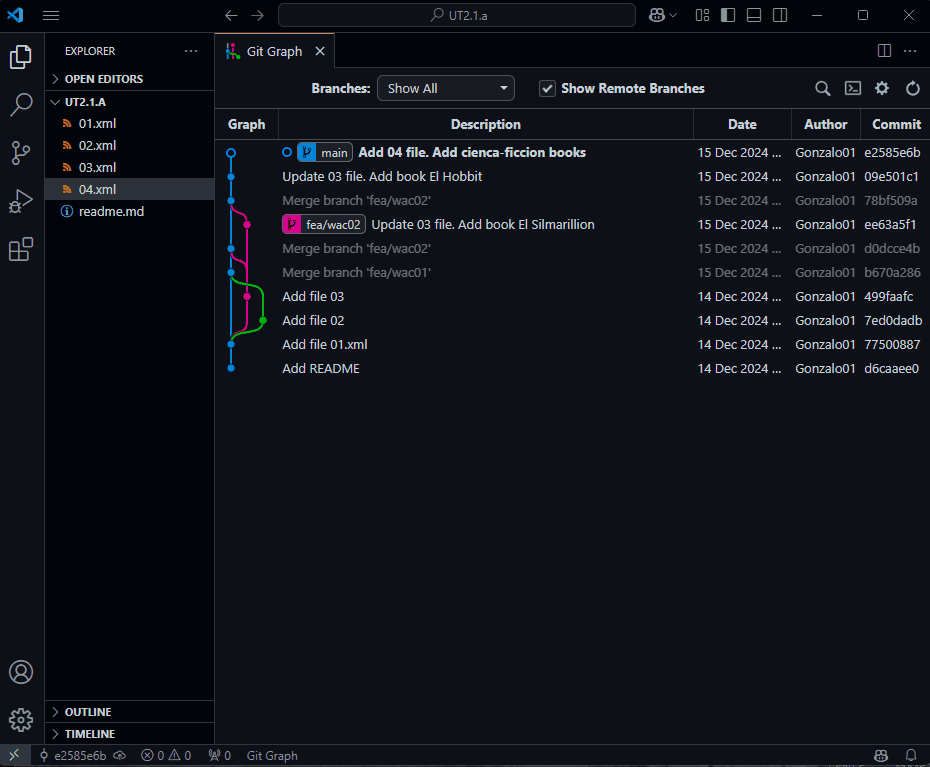 UT2.1.a
EXPLORER
OPEN EDITORS
UT2.1.A
01.xml
02.xml
03.xml
04.xml
readme.md
OUTLINE
TIMELINE
Git Graph
Branches: Show All Show Remote Branches
Graph Description Date Author Commit
main Add 04 file. Add cienca-ficcion books 15 Dec 2024 ... Gonzalo01 e2585e6b
Update 03 file. Add book El Hobbit 15 Dec 2024 ... Gonzalo01 09e501c1
Merge branch 'fea/wac02' 15 Dec 2024 ... Gonzalo01 78bf509a
fea/wac02 Update 03 file. Add book El Silmarillion 15 Dec 2024 ... Gonzalo01 ee63a5f1
Merge branch 'fea/wac02' 15 Dec 2024 ... Gonzalo01 d0dcce4b
Merge branch 'fea/wac01' 15 Dec 2024 ... Gonzalo01 b670a286
Add file 03 14 Dec 2024 ... Gonzalo01 499faafc
Add file 02 14 Dec 2024 ... Gonzalo01 7ed0dadb
Add file 01.xml 14 Dec 2024 ... Gonzalo01 77500887
Add README 14 Dec 2024 ... Gonzalo01 d6caaee0
e2585e6b 0 0 0 Git Graph